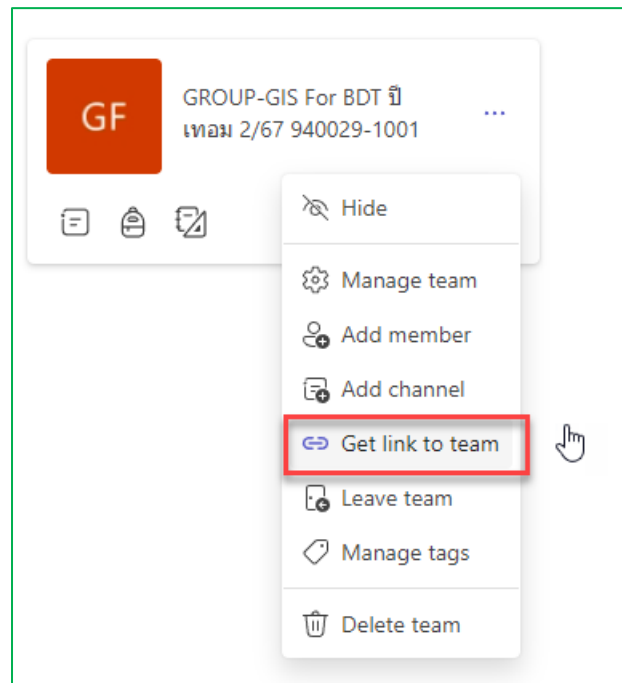 GF
GROUP-GIS For BDT ปี
เทอม 2/67 940029-1001
...
Hide
Manage team
Add member
Add channel
Get link to team
Leave team
Manage tags
Delete team